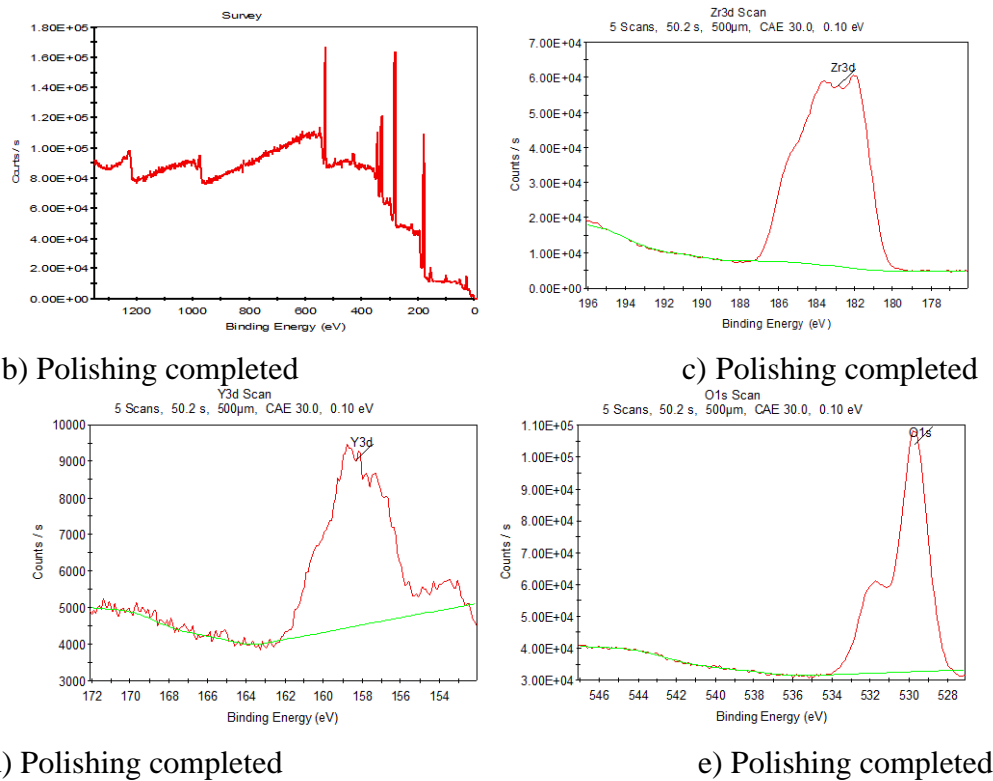 Survey
1.80E+05
1.60E+05
1.40E+05
1.20E+05
1.00E+05
8.00E+04
6.00E+04
4.00E+04
2.00E+04
0.00E+00
Counts / s
1200 1000 800 600 400 200 0
Binding Energy (eV)
Zr3d Scan
5 Scans, 50.2 s, 500µm, CAE 30.0, 0.10 eV
7.00E+04
6.00E+04
5.00E+04
4.00E+04
3.00E+04
2.00E+04
1.00E+04
0.00E+00
Counts / s
Zr3d
196 194 192 190 188 186 184 182 180 178
Binding Energy (eV)
b) Polishing completed
c) Polishing completed
Y3d Scan
5 Scans, 50.2 s, 500µm, CAE 30.0, 0.10 eV
10000
9000
8000
7000
6000
5000
4000
3000
Counts / s
Y3d
172 170 168 166 164 162 160 158 156 154
Binding Energy (eV)
O1s Scan
5 Scans, 50.2 s, 500µm, CAE 30.0, 0.10 eV
1.10E+05
1.00E+05
9.00E+04
8.00E+04
7.00E+04
6.00E+04
5.00E+04
4.00E+04
3.00E+04
Counts / s
O1s
546 544 542 540 538 536 534 532 530 528
Binding Energy (eV)
) Polishing completed
e) Polishing completed